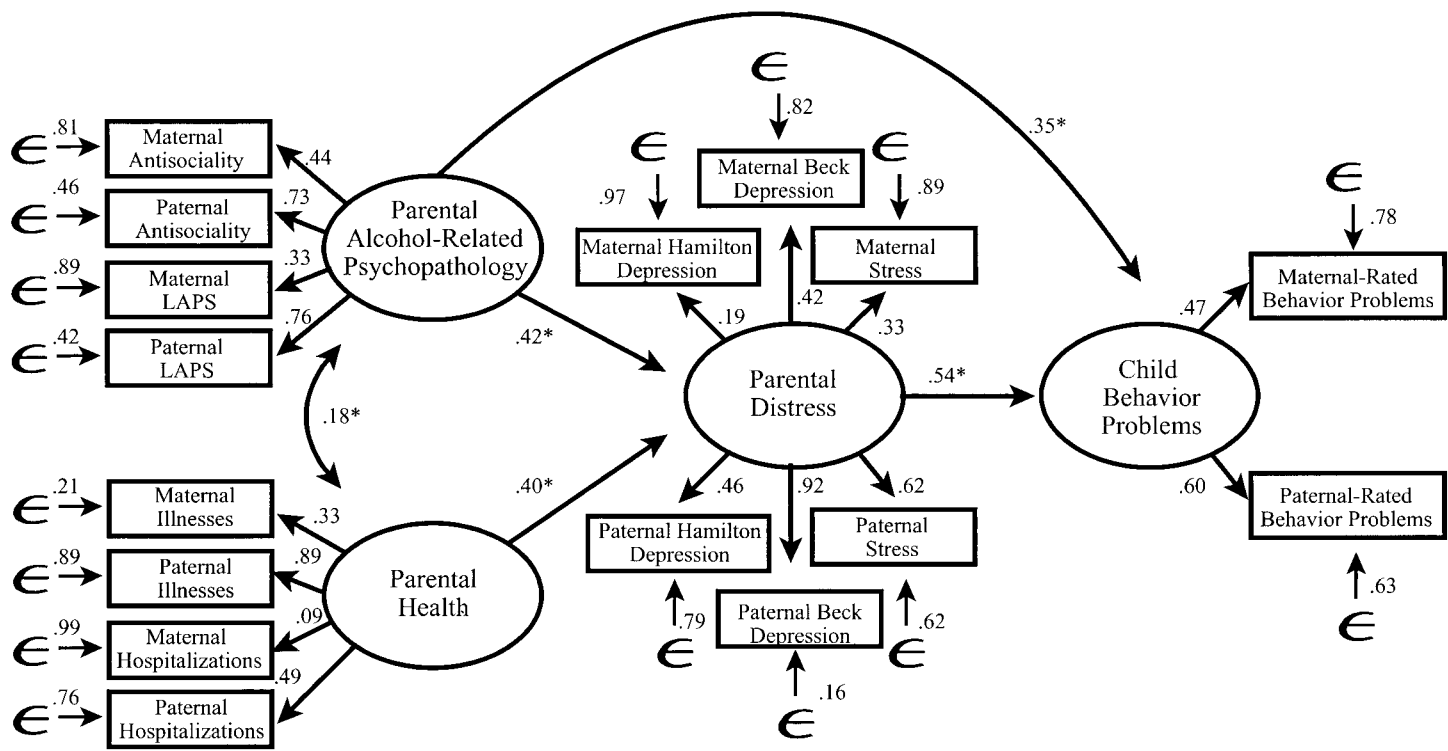 .81
Maternal
Antisociality
.44
.46
Paternal
Antisociality
.73
.89
Maternal
LAPS
.33
.42
Paternal
LAPS
.76
Parental
Alcohol-Related
Psychopathology
.35*
.42*
.18*
.40*
.21
Maternal
Illnesses
.33
.89
Paternal
Illnesses
.89
.99
Maternal
Hospitalizations
.09
.76
Paternal
Hospitalizations
.49
Parental
Health
ϵ
ϵ
ϵ
ϵ
ϵ
ϵ
ϵ
ϵ
ϵ
.97
Maternal Hamilton
Depression
.19
ϵ
.82
Maternal Beck
Depression
.42
ϵ
.89
Maternal
Stress
.33
Parental
Distress
.54*
.46
Paternal Hamilton
Depression
.79
ϵ
.92
Paternal Beck
Depression
.16
ϵ
.62
Paternal
Stress
.62
ϵ
Child
Behavior
Problems
ϵ
.78
Maternal-Rated
Behavior Problems
.47
.60
Paternal-Rated
Behavior Problems
.63
ϵ